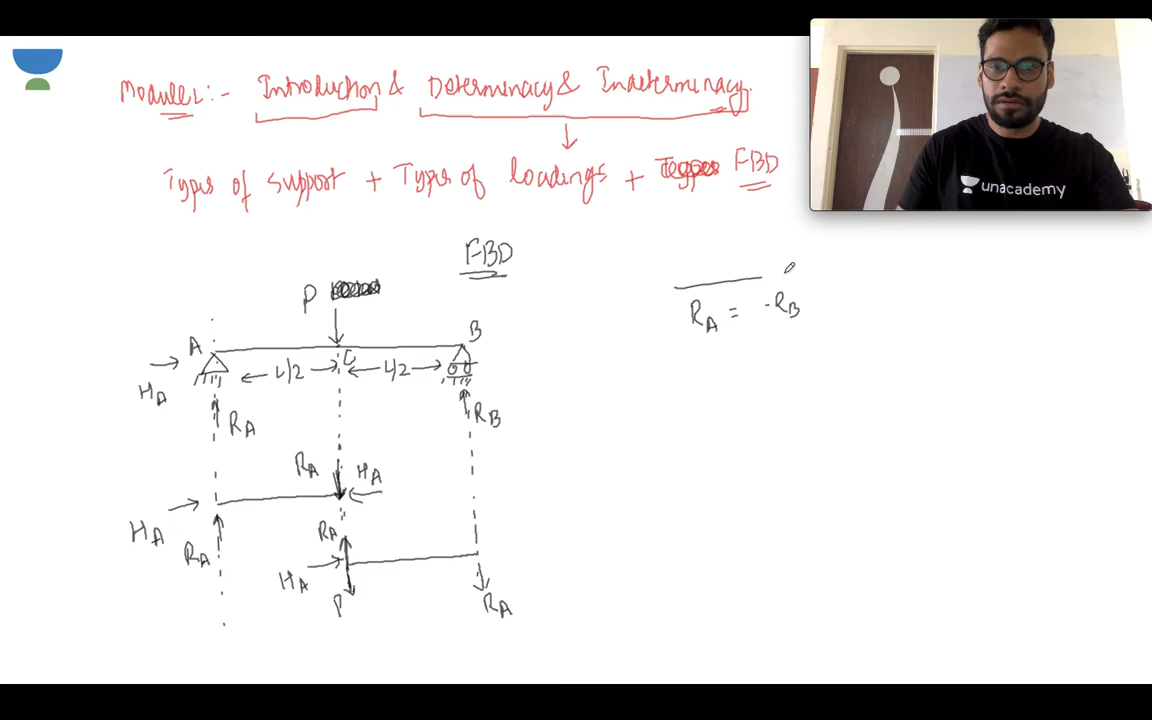 Module1:- Introduction & Determinacy & Indeterminacy.
Types of support + Types of loadings + FBD
unacademy
FBD
P
A B
C
L/2 L/2
HA
RA RB
RA = -RB
RA HA
HA RA
RA
HA
P RA